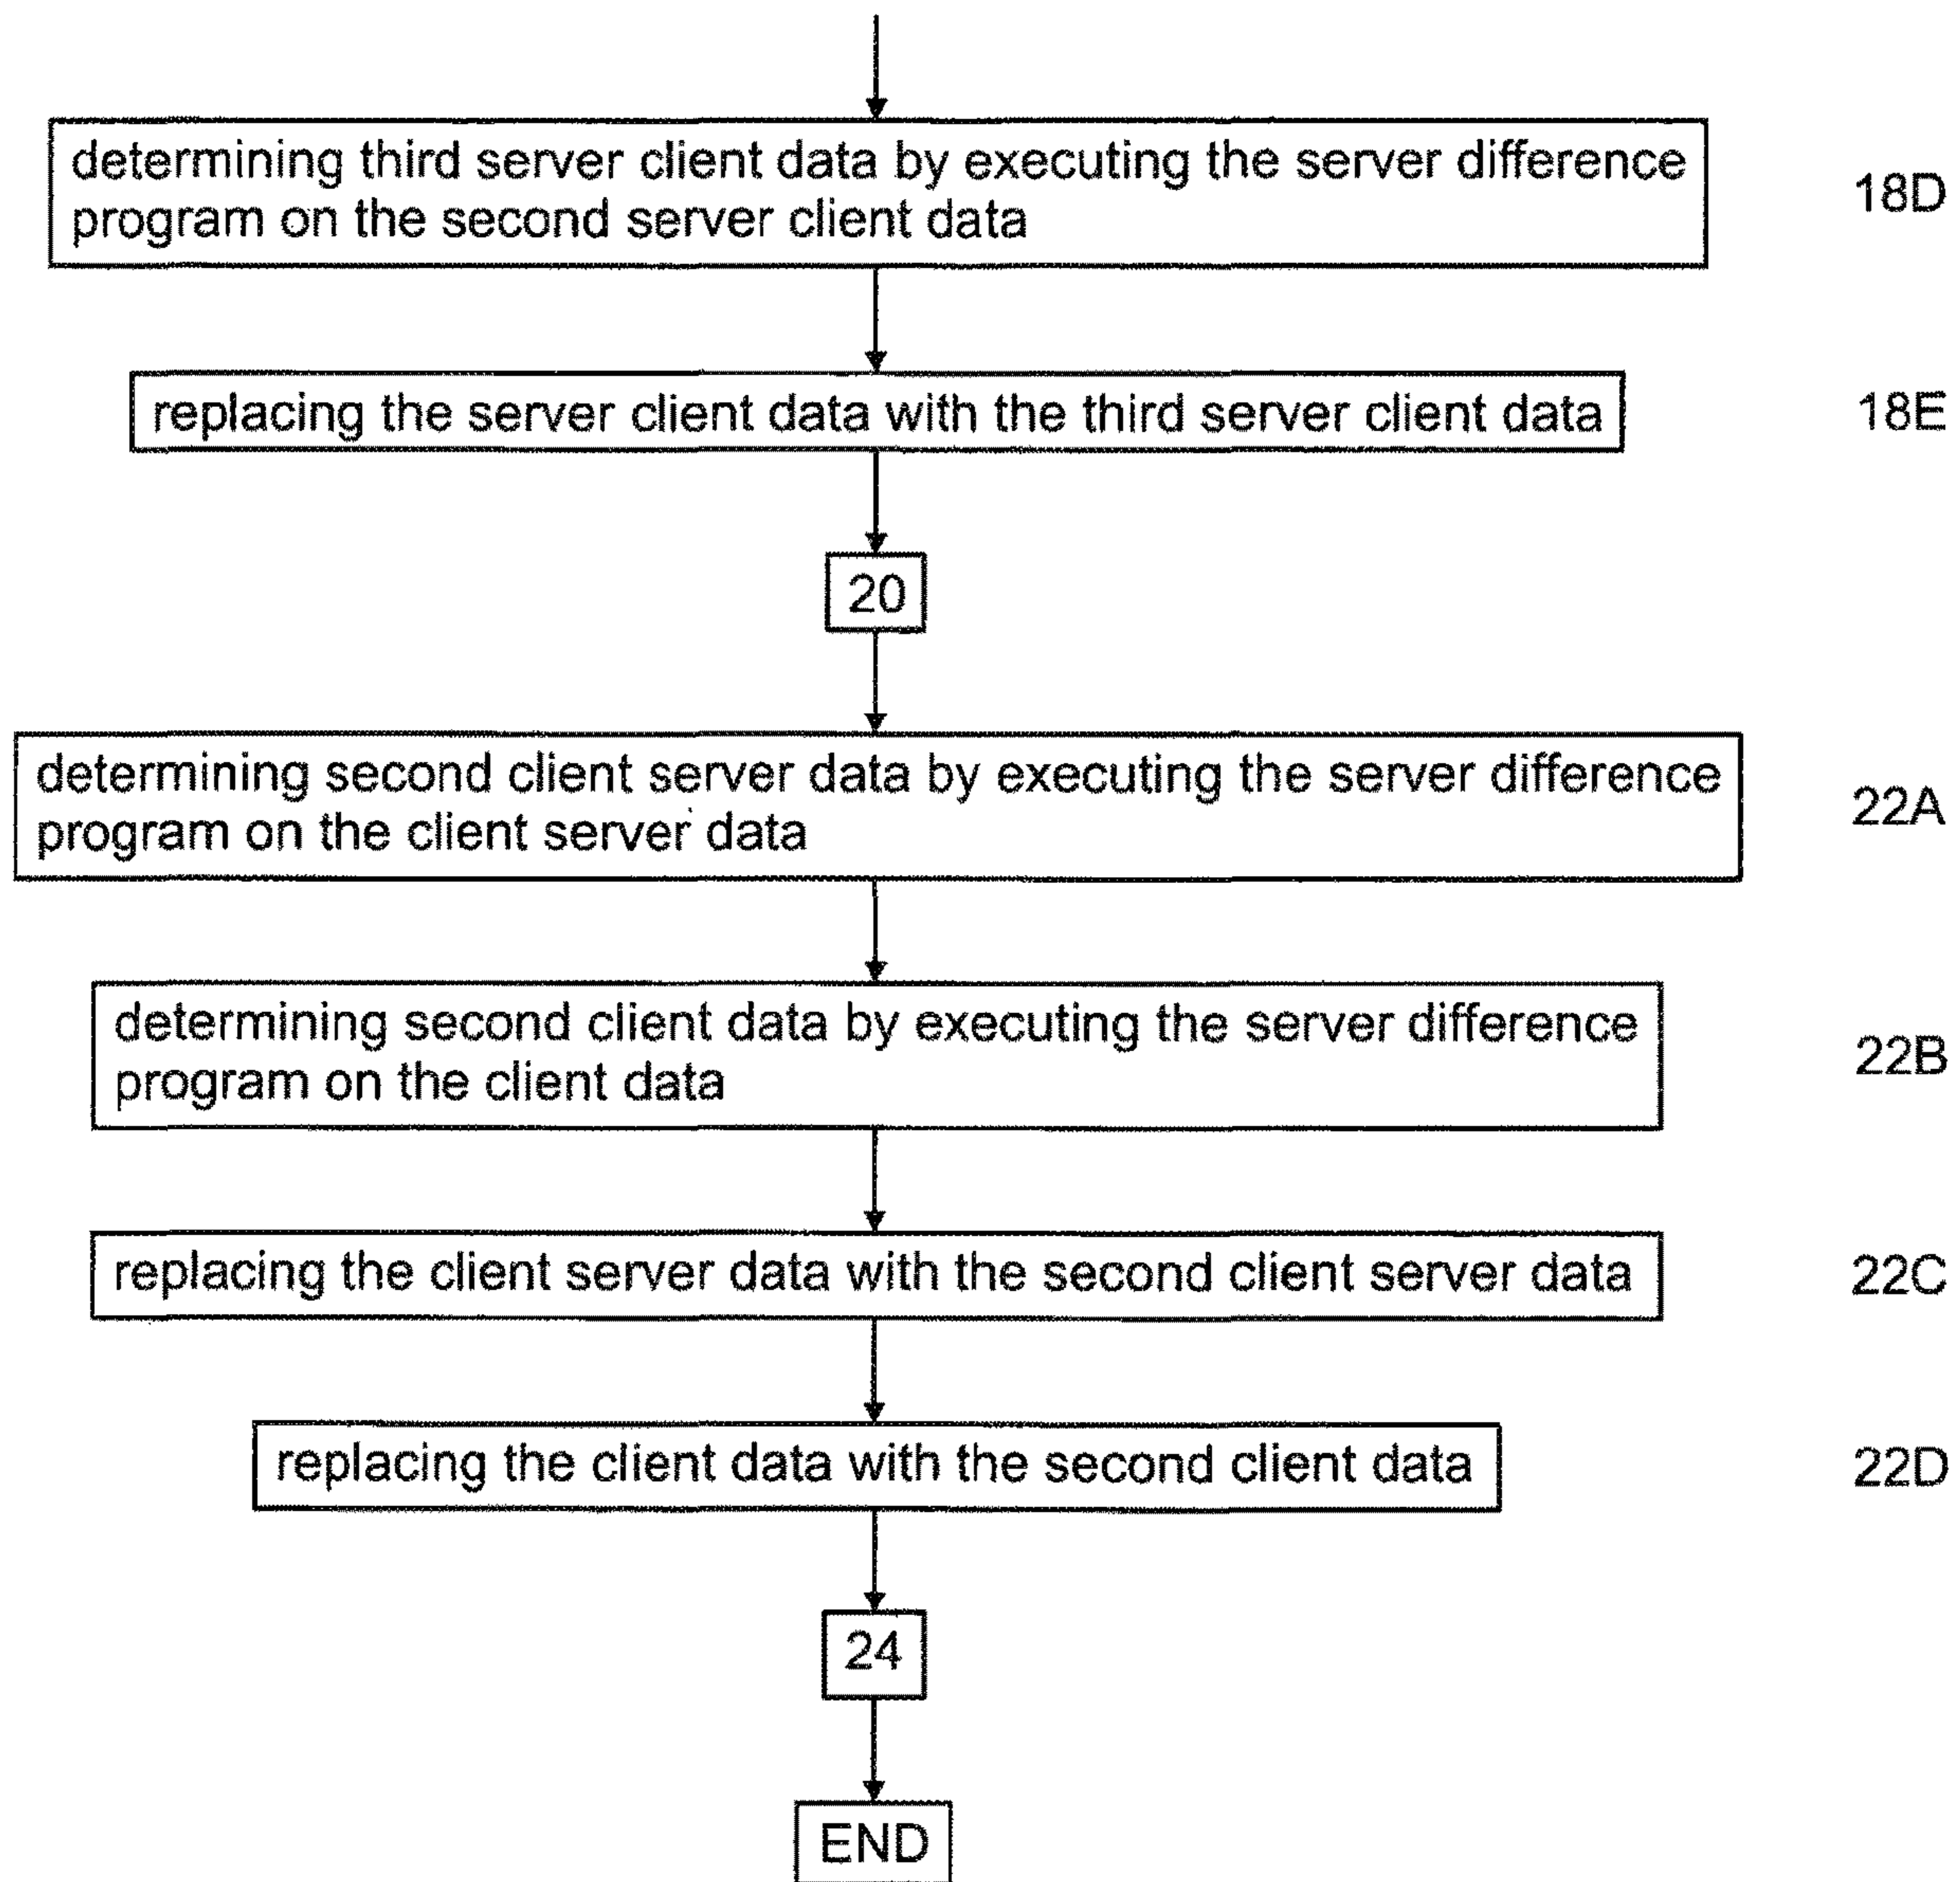 determining third server client data by executing the server difference
program on the second server client data
18D
replacing the server client data with the third server client data
18E
20
determining second client server data by executing the server difference
program on the client server data
22A
determining second client data by executing the server difference
program on the client data
22B
replacing the client server data with the second client server data
22C
replacing the client data with the second client data
22D
24
END